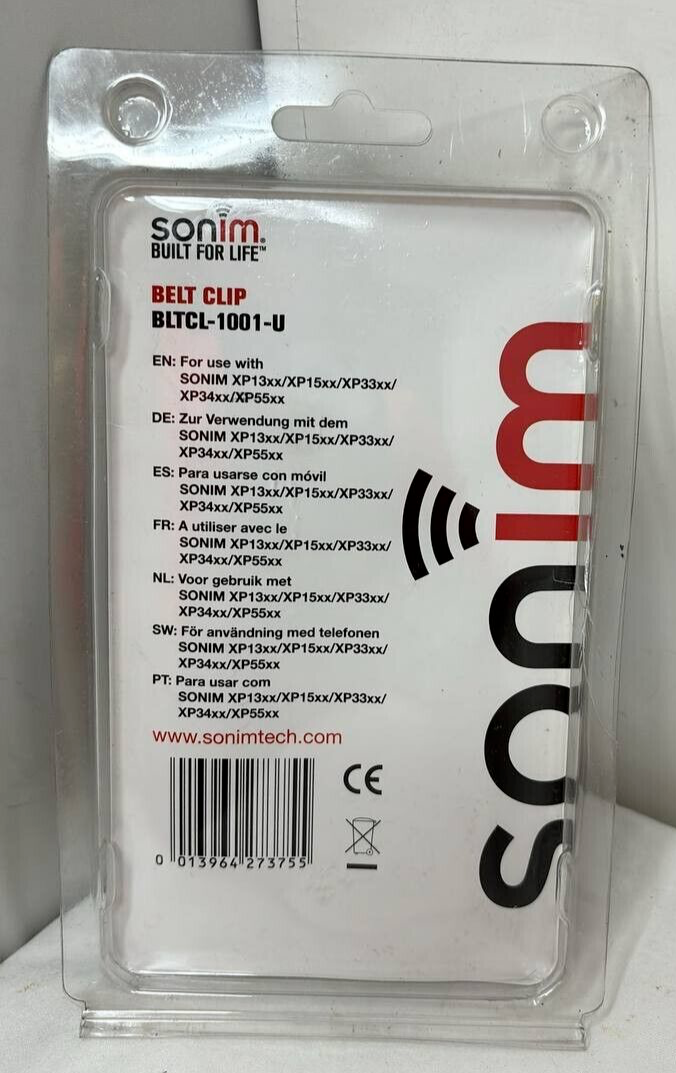 sonim®
BUILT FOR LIFE™
BELT CLIP
BLTCL-1001-U
EN: For use with
SONIM XP13xx/XP15xx/XP33xx/
XP34xx/XP55xx
DE: Zur Verwendung mit dem
SONIM XP13xx/XP15xx/XP33xx/
XP34xx/XP55xx
ES: Para usarse con móvil
SONIM XP13xx/XP15xx/XP33xx/
XP34xx/XP55xx
FR: A utiliser avec le
SONIM XP13xx/XP15xx/XP33xx/
XP34xx/XP55xx
NL: Voor gebruik met
SONIM XP13xx/XP15xx/XP33xx/
XP34xx/XP55xx
SW: För användning med telefonen
SONIM XP13xx/XP15xx/XP33xx/
XP34xx/XP55xx
PT: Para usar com
SONIM XP13xx/XP15xx/XP33xx/
XP34xx/XP55xx
www.sonimtech.com
CE
0 013964 273755
sonim